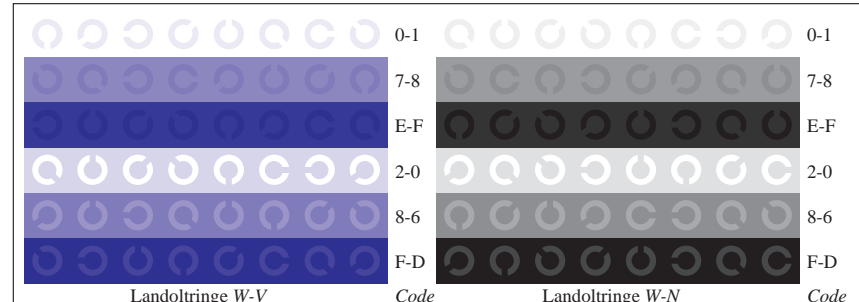 0-1 0-1
7-8 7-8
E-F E-F
2-0 2-0
8-6 8-6
F-D F-D
Landoltringe W-V Code Landoltringe W-N Code